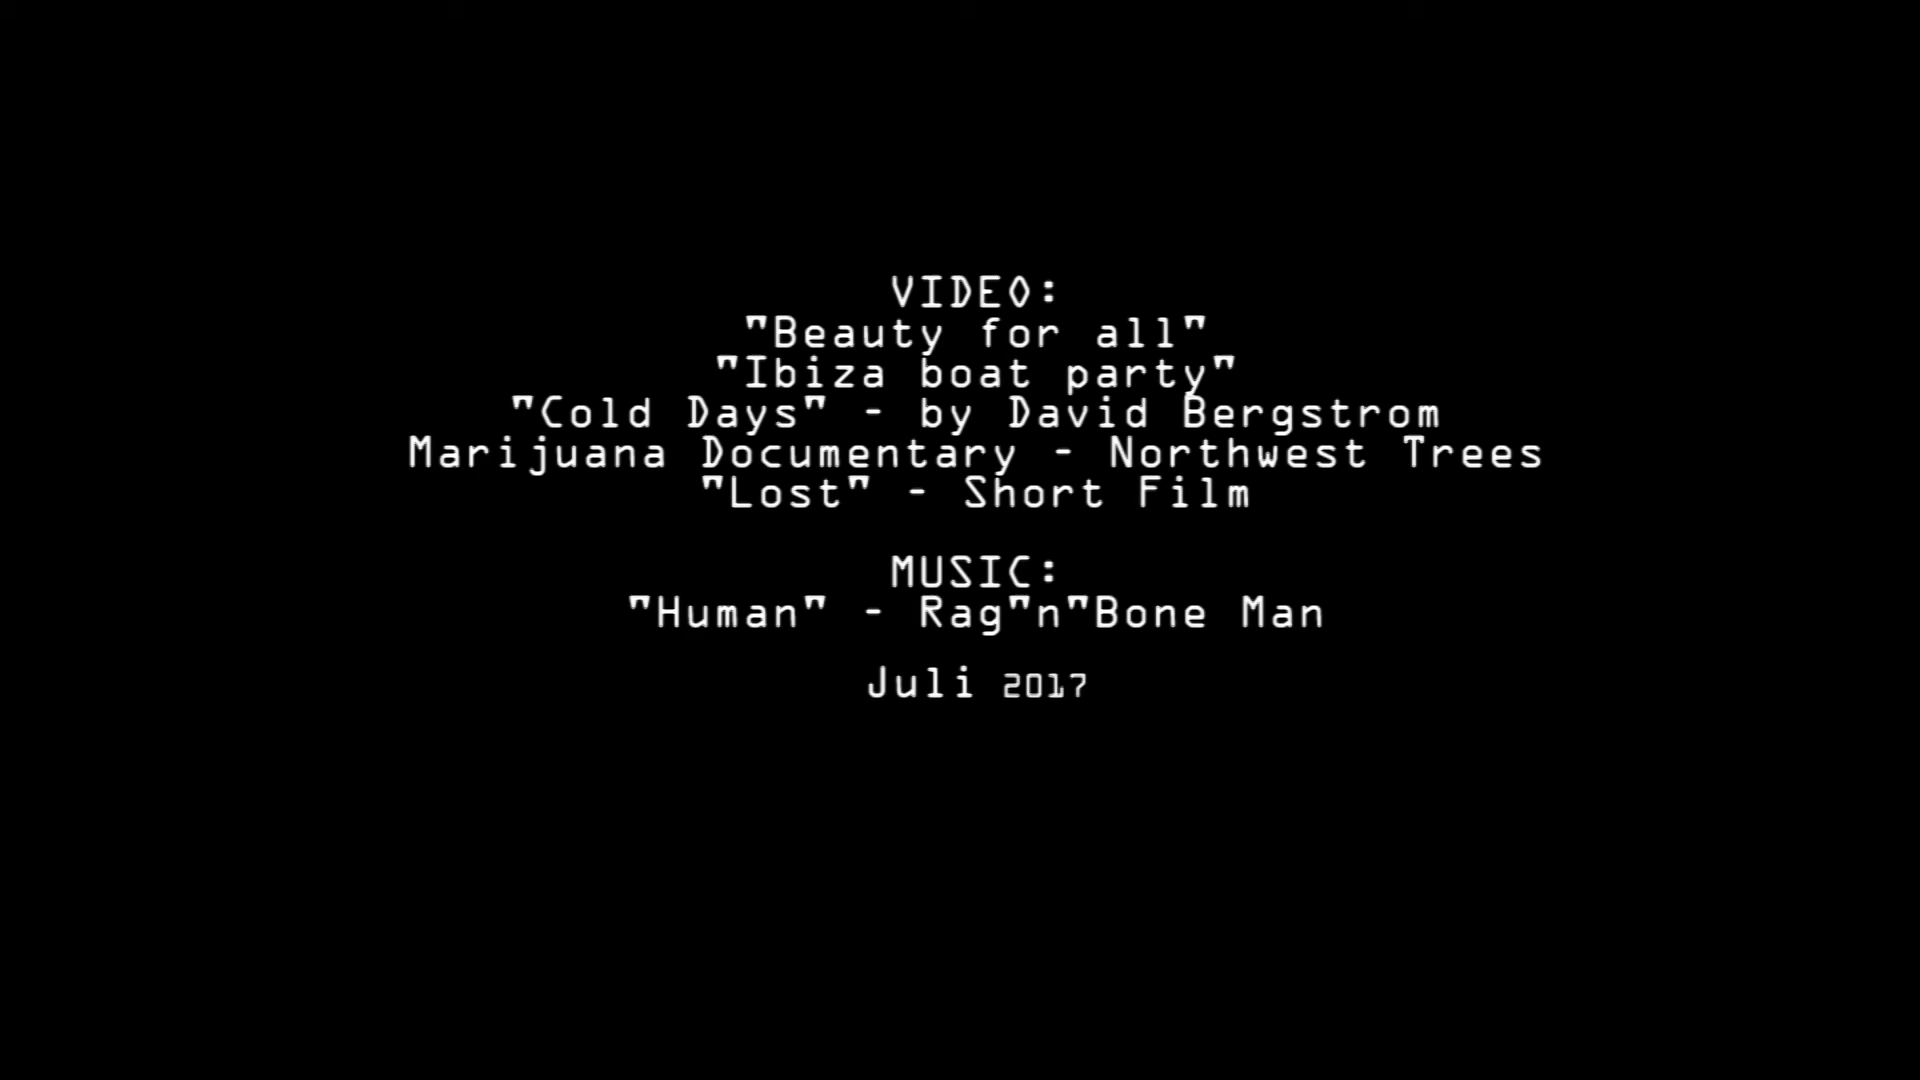 VIDEO:
"Beauty for all"
"Ibiza boat party"
"Cold Days" - by David Bergstrom
Marijuana Documentary - Northwest Trees
"Lost" - Short Film
MUSIC:
"Human" - Rag"n"Bone Man
Juli 2017